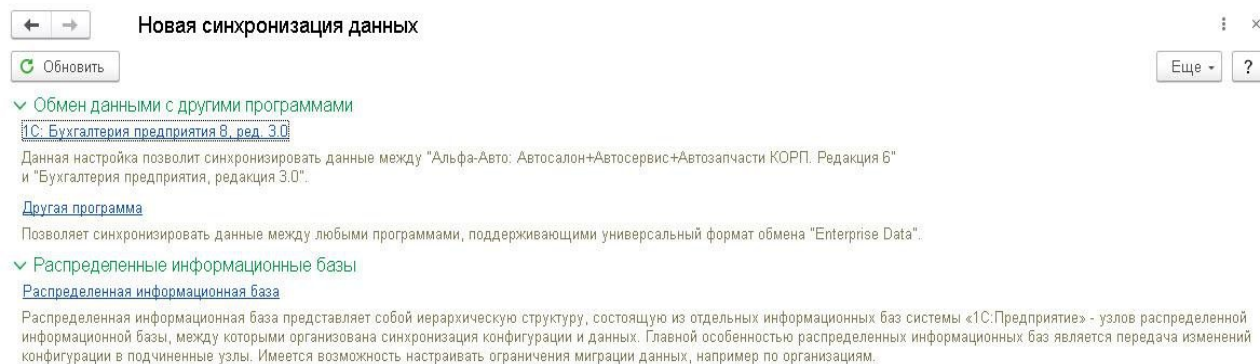 Новая синхронизация данных
Обновить
Еще
?
Обмен данными с другими программами
1С: Бухгалтерия предприятия 8, ред. 3.0
Данная настройка позволит синхронизировать данные между "Альфа-Авто: Автосалон+Автосервис+Автозапчасти КОРП. Редакция 6"
и "Бухгалтерия предприятия, редакция 3.0".
Другая программа
Позволяет синхронизировать данные между любыми программами, поддерживающими универсальный формат обмена "Enterprise Data".
Распределенные информационные базы
Распределенная информационная база
Распределенная информационная база представляет собой иерархическую структуру, состоящую из отдельных информационных баз системы «1С:Предприятие» - узлов распределенной
информационной базы, между которыми организована синхронизация конфигурации и данных. Главной особенностью распределенных информационных баз является передача изменений
конфигурации в подчиненные узлы. Имеется возможность настраивать ограничения миграции данных, например по организациям.